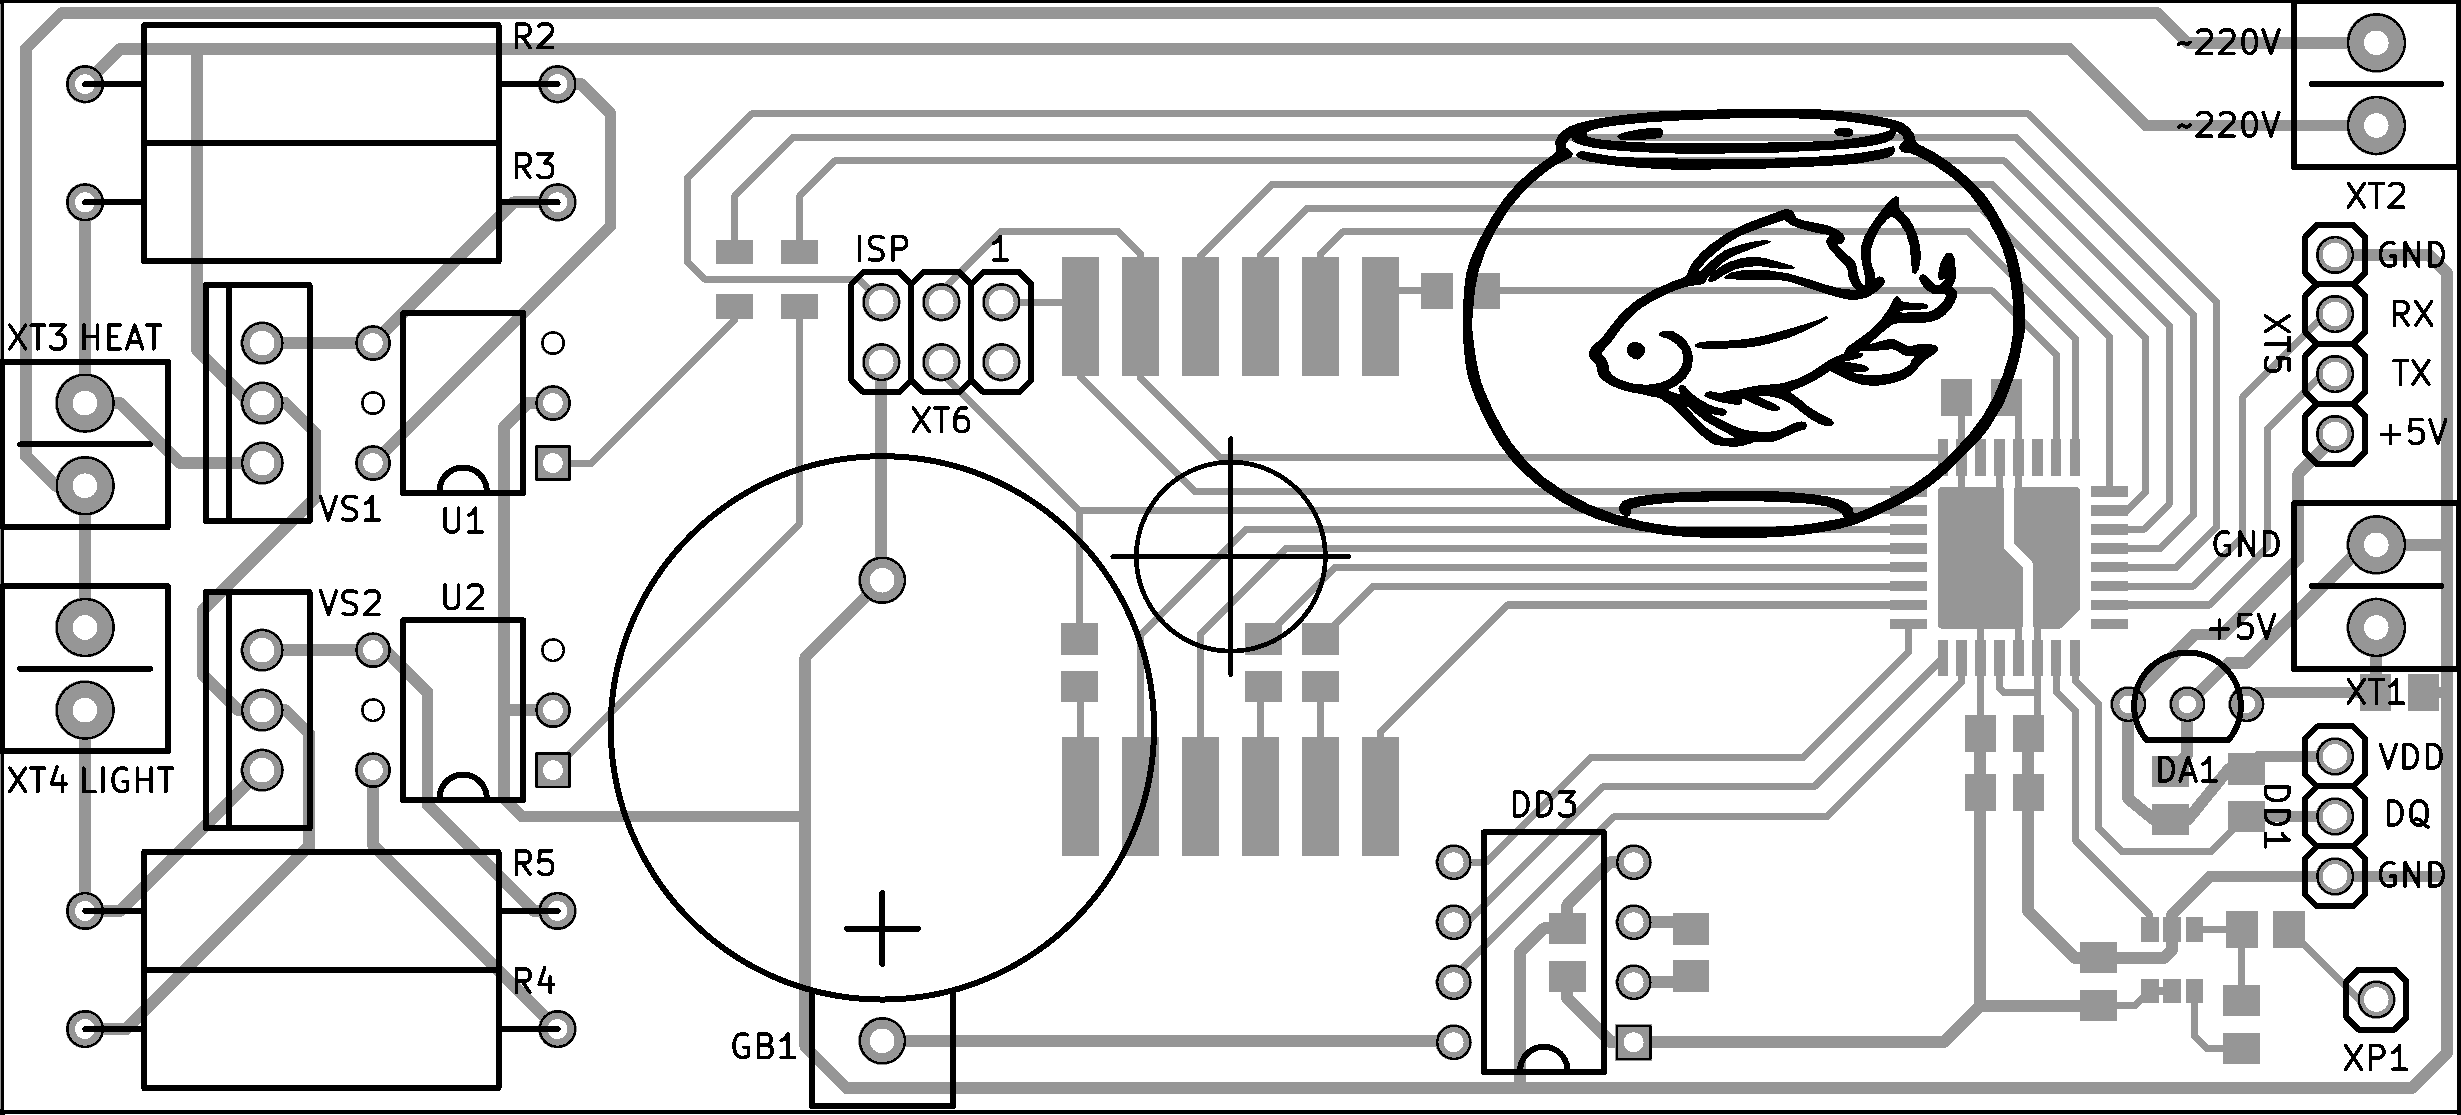 R2
~220V
R3
~220V
XT2
ISP 1
GND
RX
XT5
TX
+5V
XT3 HEAT
XT6
VS1
U1
GND
U2
VS2
+5V
XT1
XT4 LIGHT
DA1
VDD
DD1
DQ
GND
DD3
R5
R4
+
GB1
XP1